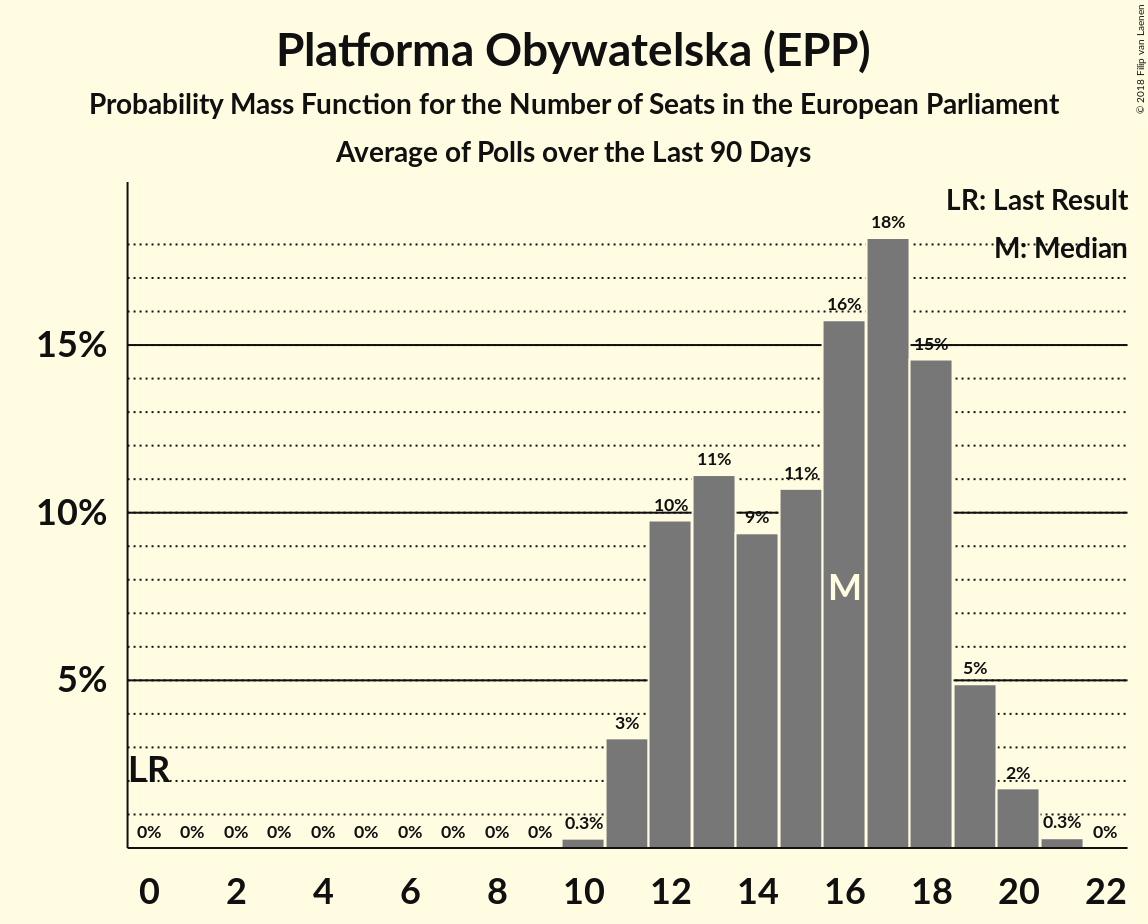 Platforma Obywatelska (EPP)
Probability Mass Function for the Number of Seats in the European Parliament
Average of Polls over the Last 90 Days
© 2018 Filip van Laenen
LR: Last Result
M: Median
18%
16%
15%
15%
11%
11%
10%
9%
10%
M
5%
5%
3%
LR
2%
0% 0% 0% 0% 0% 0% 0% 0% 0% 0% 0.3% 0.3% 0%
0 2 4 6 8 10 12 14 16 18 20 22